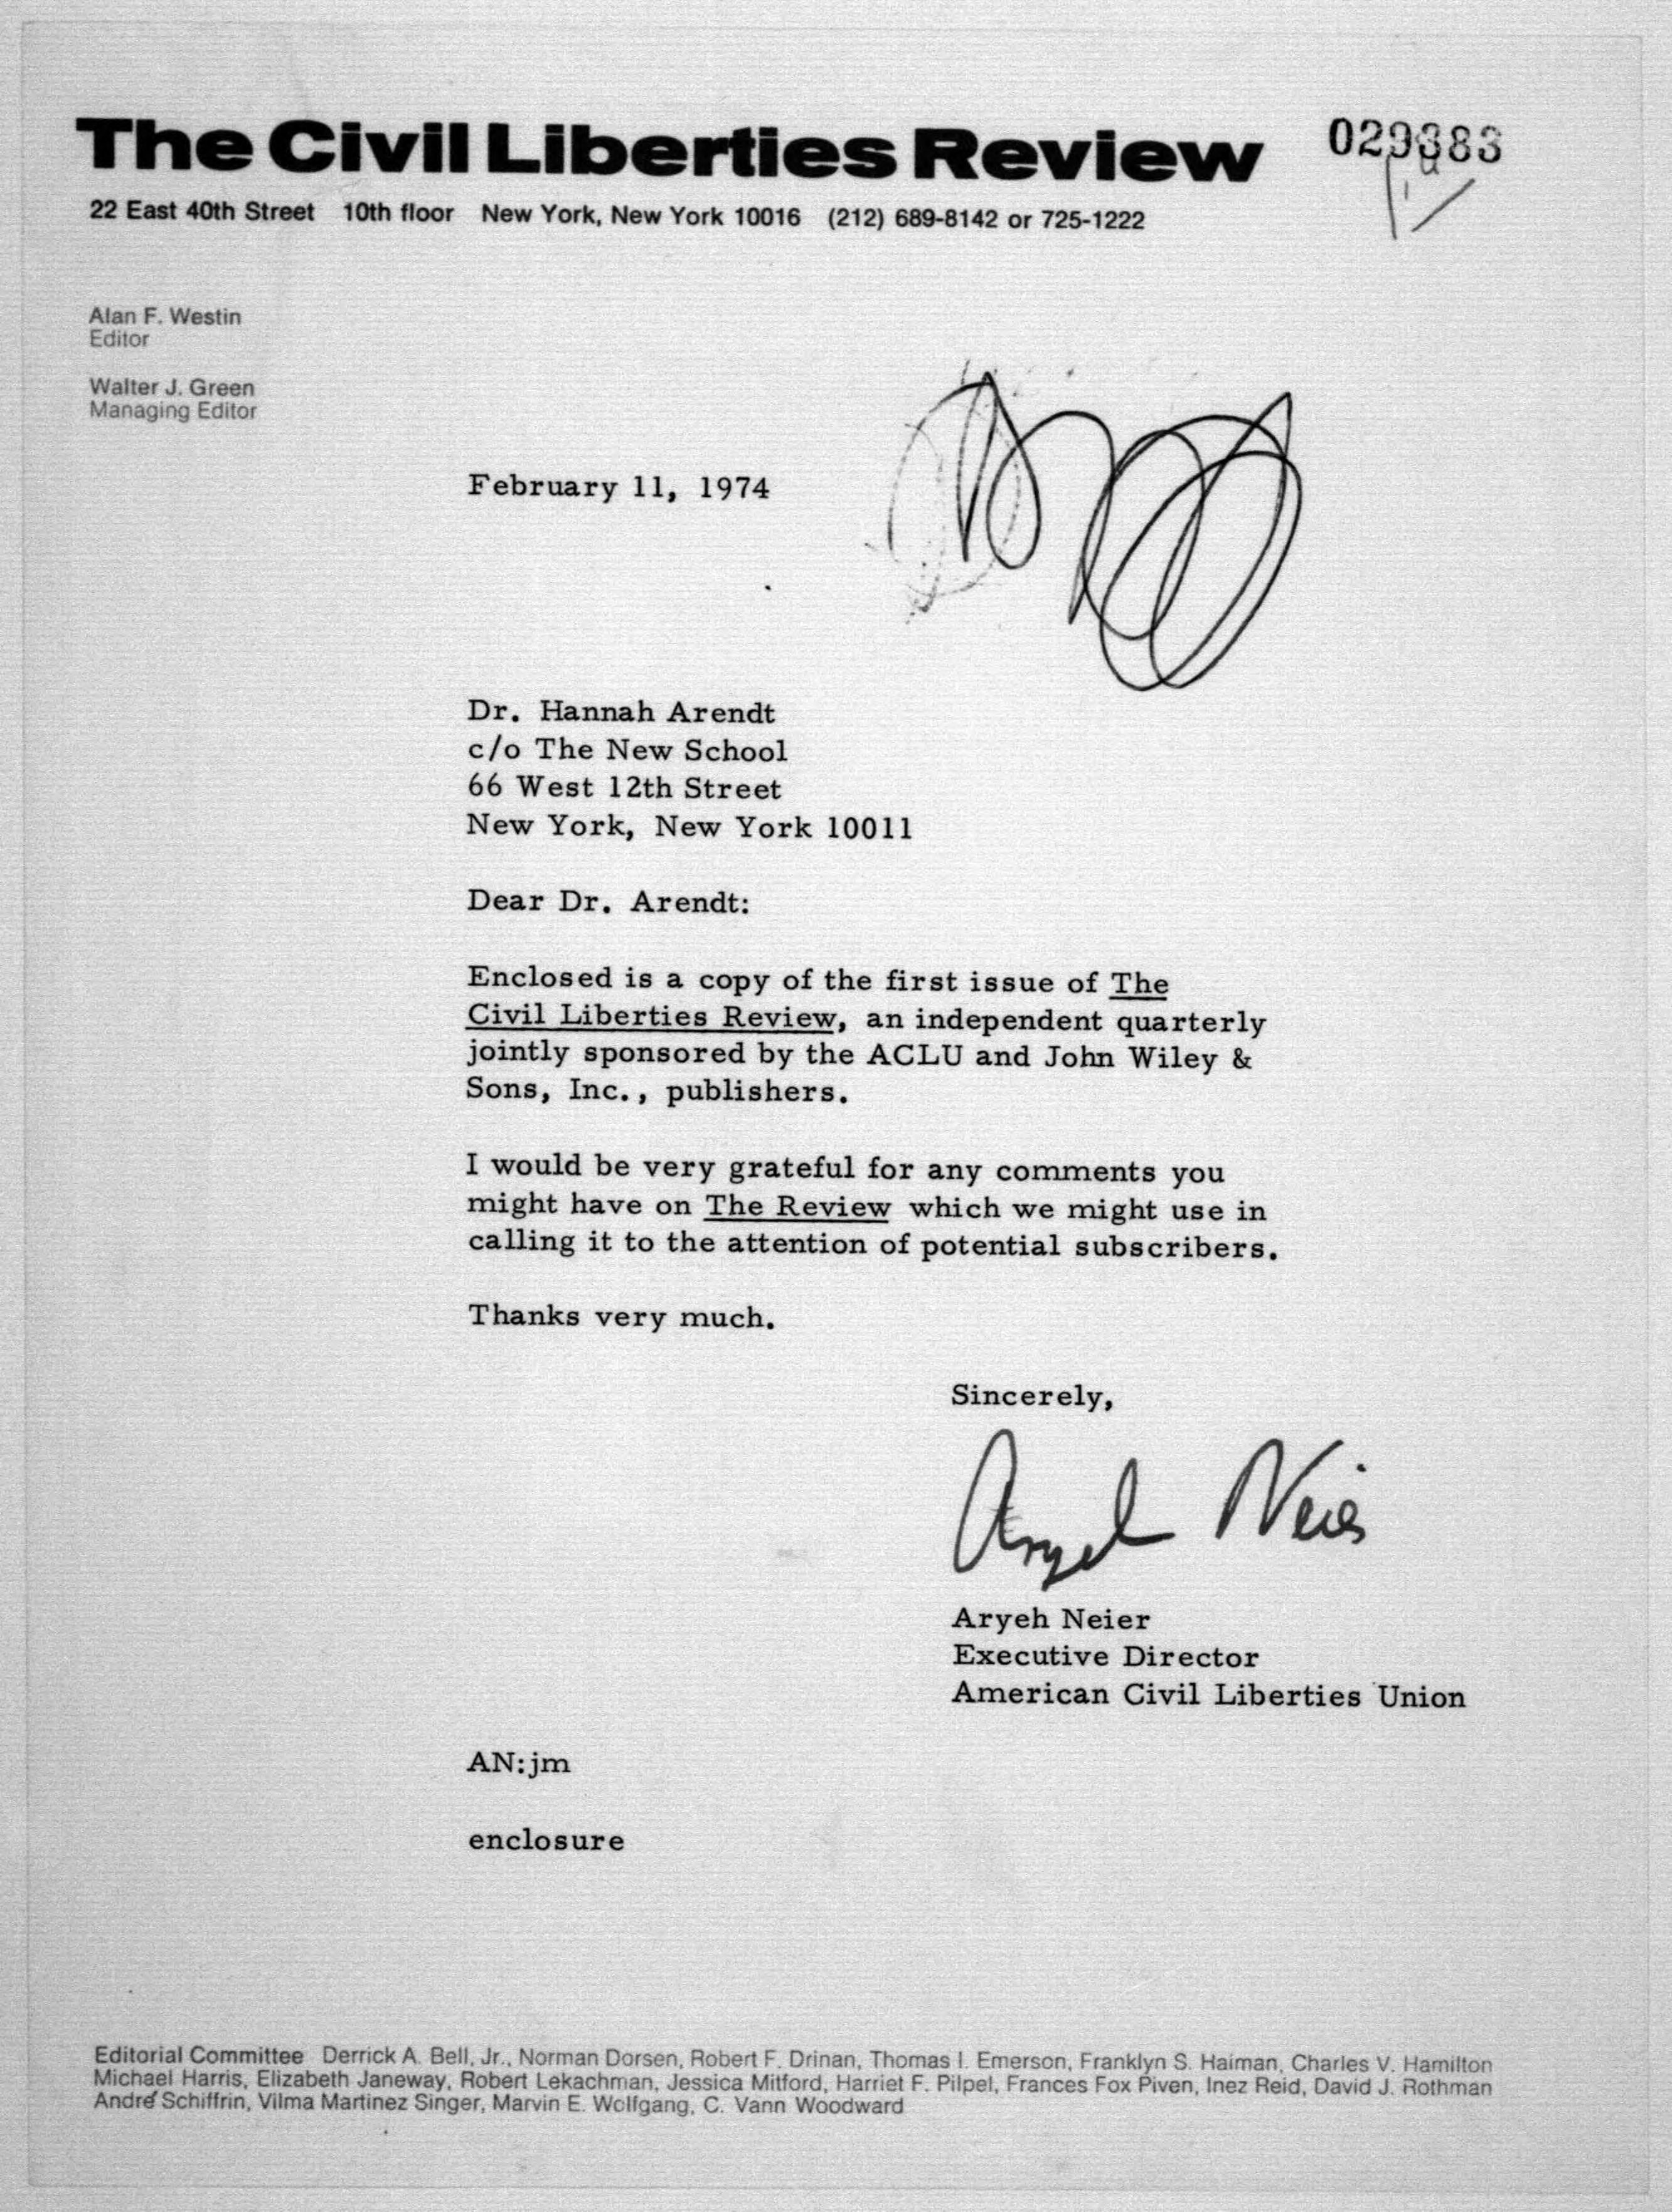 The Civil Liberties Review
029383
22 East 40th Street 10th floor New York, New York 10016 (212) 689-8142 or 725-1222
Alan F. Westin
Editor
Walter J. Green
Managing Editor
February 11, 1974
Dr. Hannah Arendt
c/o The New School
66 West 12th Street
New York, New York 10011
Dear Dr. Arendt:
Enclosed is a copy of the first issue of The
Civil Liberties Review, an independent quarterly
jointly sponsored by the ACLU and John Wiley &
Sons, Inc., publishers.
I would be very grateful for any comments you
might have on The Review which we might use in
calling it to the attention of potential subscribers.
Thanks very much.
Sincerely,
Aryeh Neier
Aryeh Neier
Executive Director
American Civil Liberties Union
AN:jm
enclosure
Editorial Committee Derrick A. Bell, Jr., Norman Dorsen, Robert F. Drinan, Thomas I. Emerson, Franklyn S. Haiman, Charles V. Hamilton
Michael Harris, Elizabeth Janeway, Robert Lekachman, Jessica Mitford, Harriet F. Pilpel, Frances Fox Piven, Inez Reid, David J. Rothman
André Schiffrin, Vilma Martinez Singer, Marvin E. Wolfgang, C. Vann Woodward